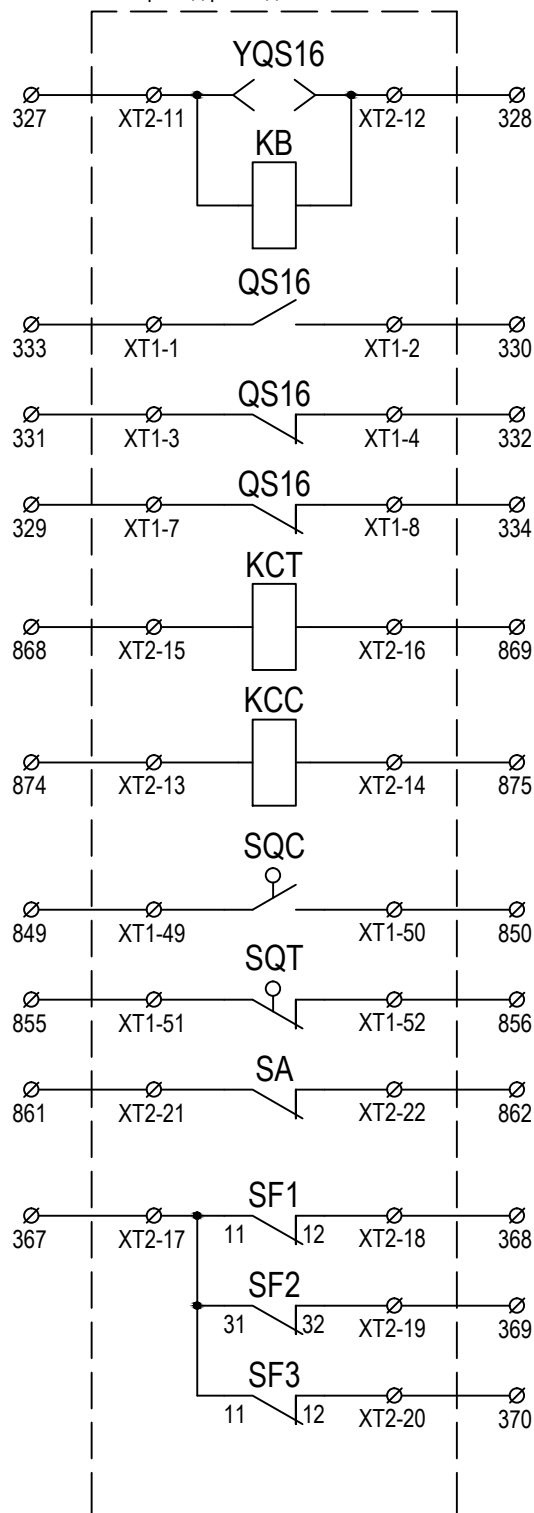 YQS16
327 XT2-11 XT2-12 328
KB
QS16
333 XT1-1 XT1-2 330
QS16
331 XT1-3 XT1-4 332
QS16
329 XT1-7 XT1-8 334
KCT
868 XT2-15 XT2-16 869
KCC
874 XT2-13 XT2-14 875
SQC
849 XT1-49 XT1-50 850
SQT
855 XT1-51 XT1-52 856
SA
861 XT2-21 XT2-22 862
SF1
367 XT2-17 11 12 XT2-18 368
SF2
31 32 XT2-19 369
SF3
11 12 XT2-20 370